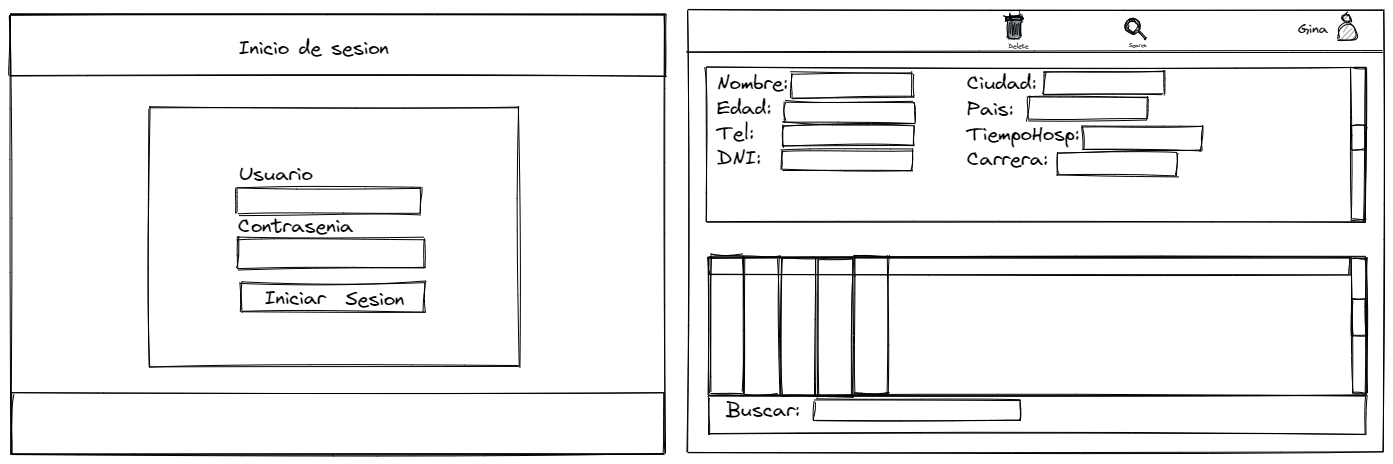 Inicio de sesion
Usuario
Contrasenia
Iniciar Sesion
Delete
Search
Gina
Nombre:
Edad:
Tel:
DNI:
Ciudad:
Pais:
TiempoHosp:
Carrera:
Buscar: